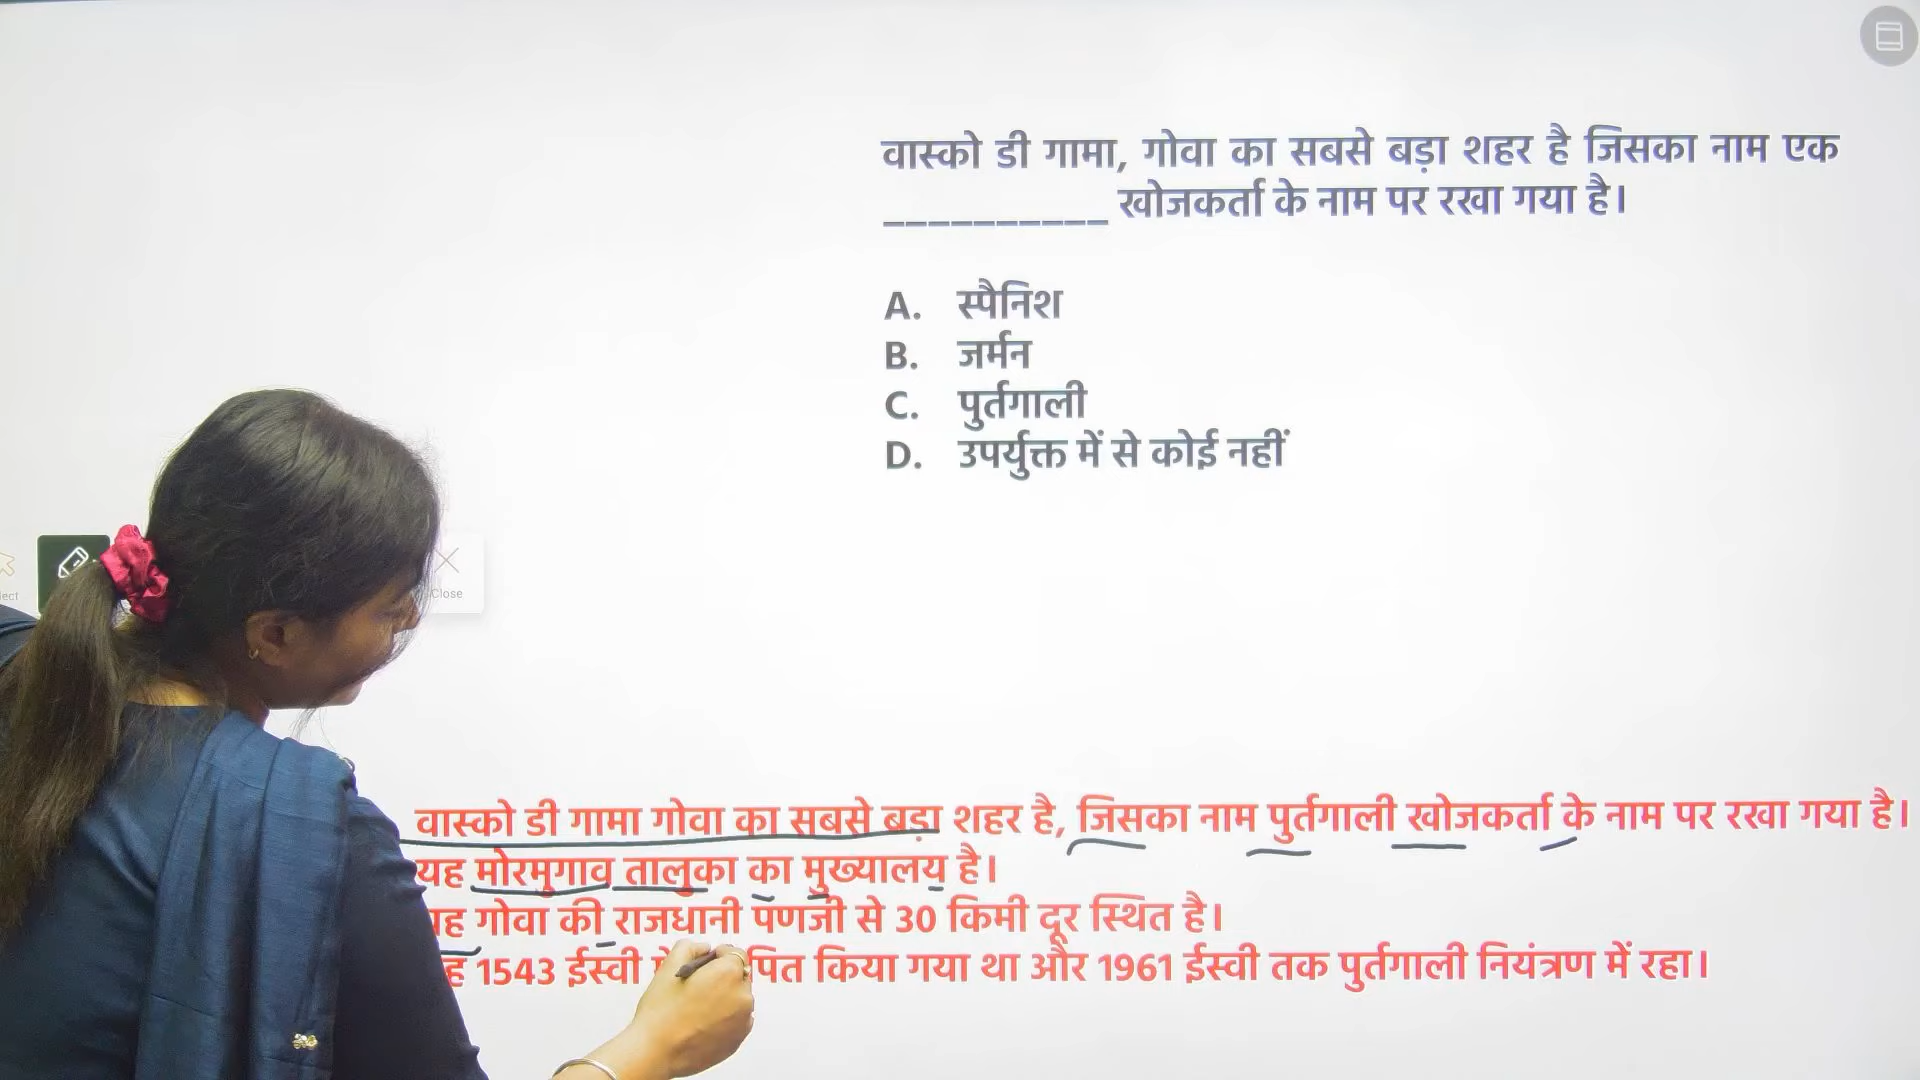 वास्को डी गामा, गोवा का सबसे बड़ा शहर है जिसका नाम एक
__________ खोजकर्ता के नाम पर रखा गया है।
A. स्पैनिश
B. जर्मन
C. पुर्तगाली
D. उपर्युक्त में से कोई नहीं
Close
वास्को डी गामा गोवा का सबसे बड़ा शहर है, जिसका नाम पुर्तगाली खोजकर्ता के नाम पर रखा गया है।
यह मोरमुगाव तालुका का मुख्यालय है।
यह गोवा की राजधानी पणजी से 30 किमी दूर स्थित है।
1543 ईस्वी किया गया था और 1961 ईस्वी तक पुर्तगाली नियंत्रण में रहा।